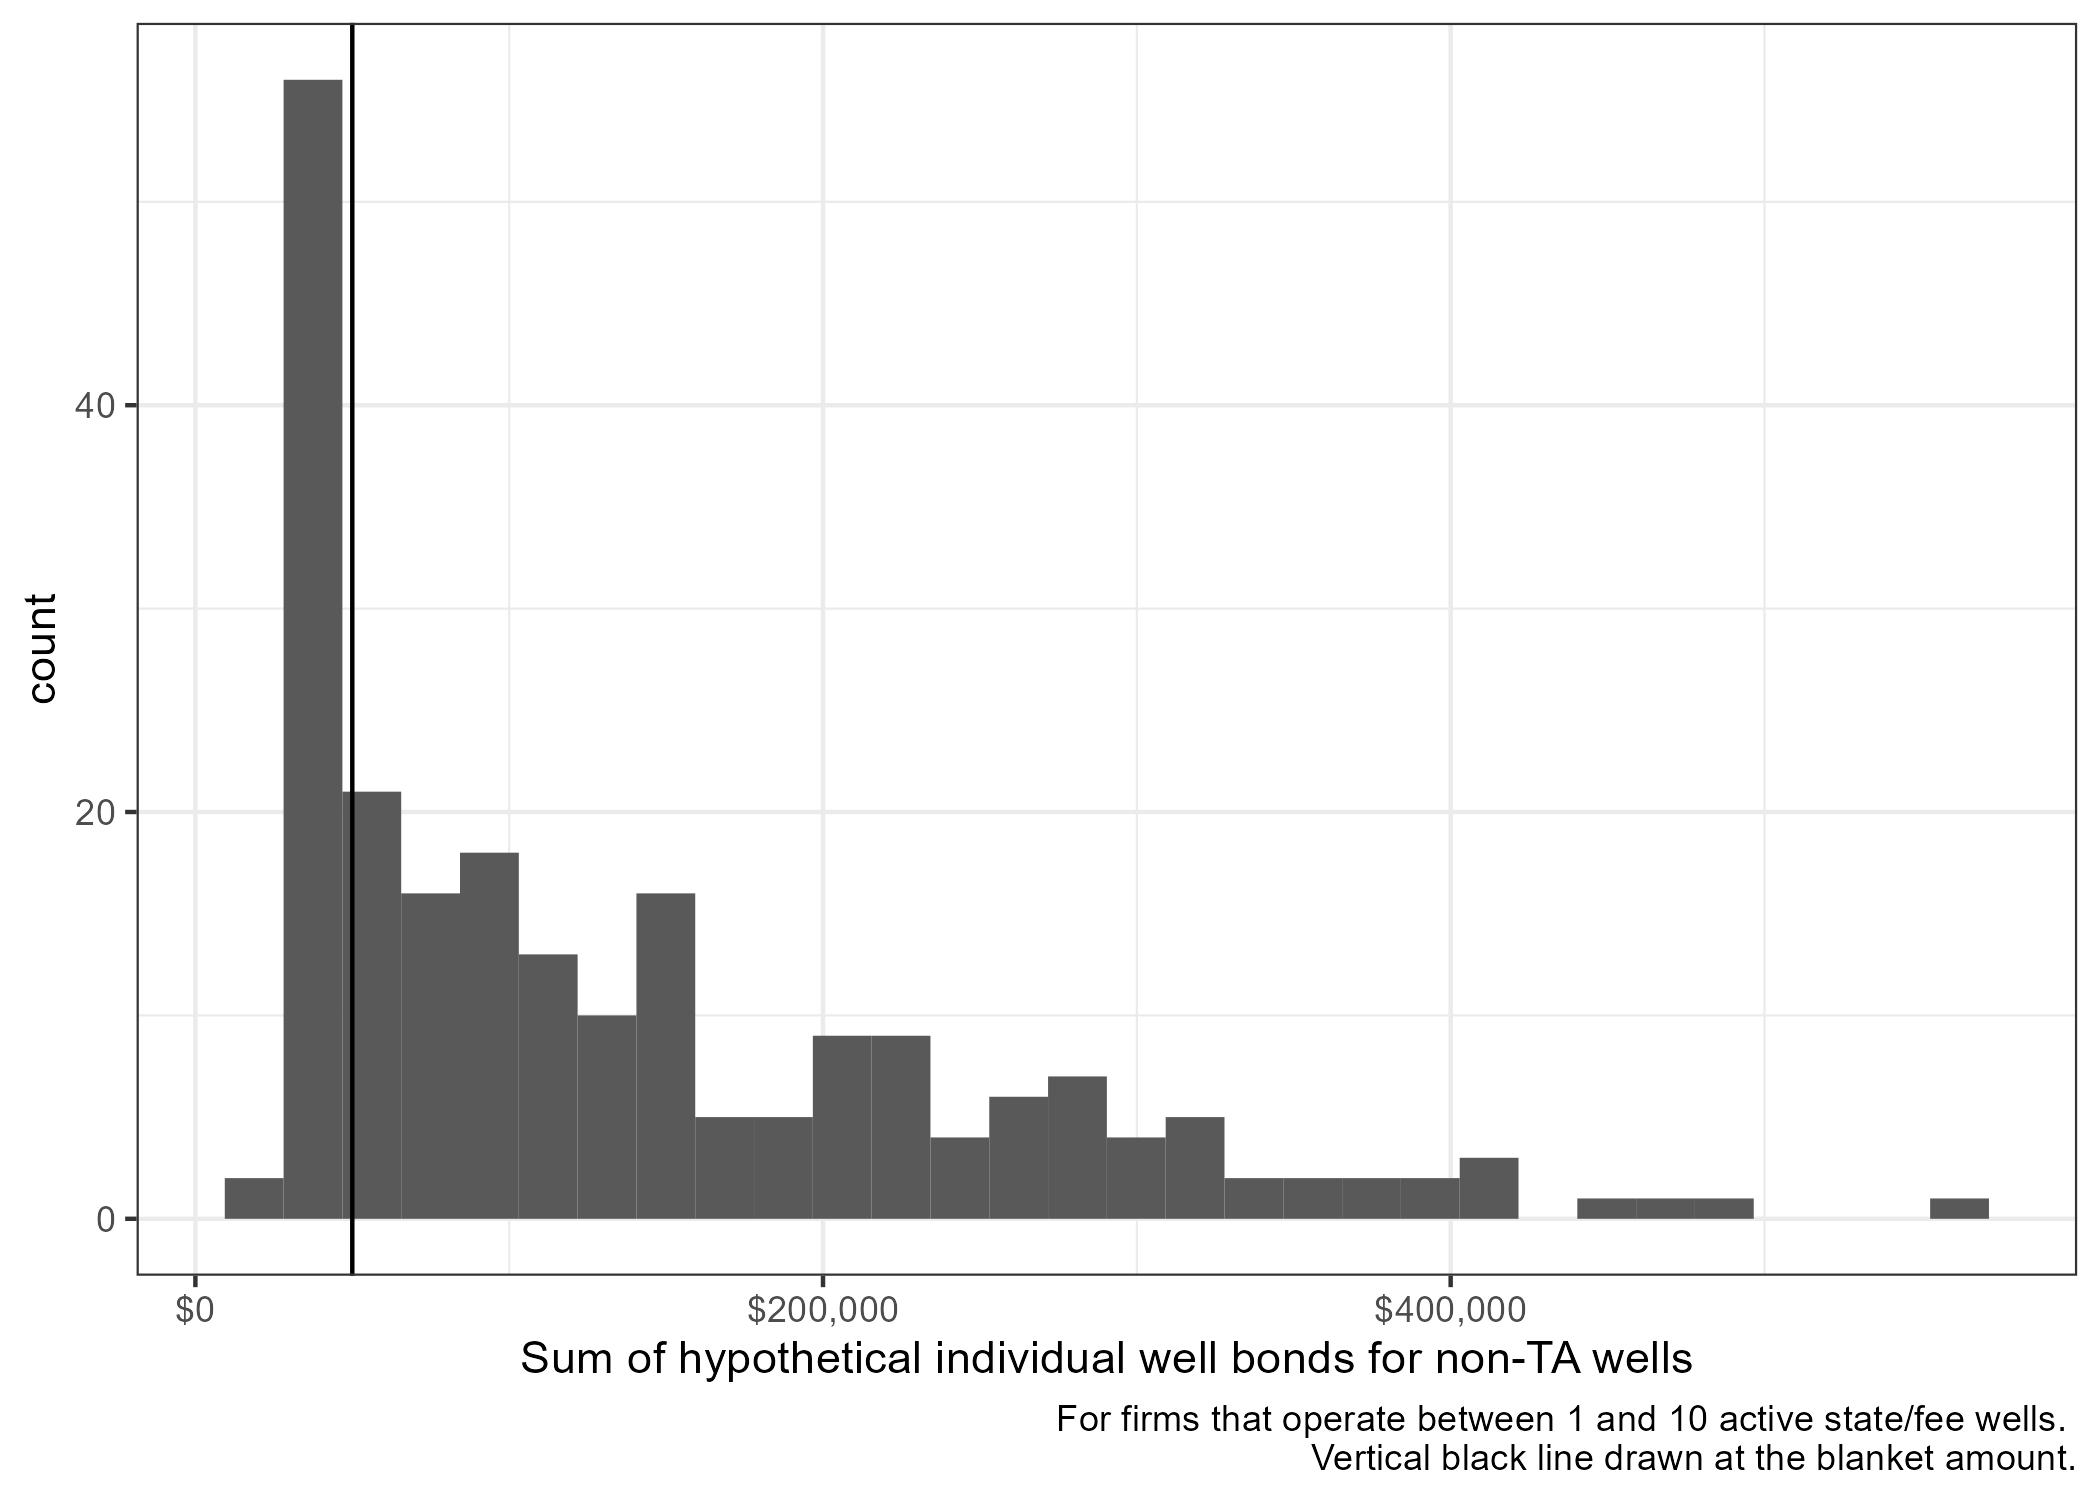 count
40
20
0
$0
$200,000
$400,000
Sum of hypothetical individual well bonds for non-TA wells
For firms that operate between 1 and 10 active state/fee wells.
Vertical black line drawn at the blanket amount.